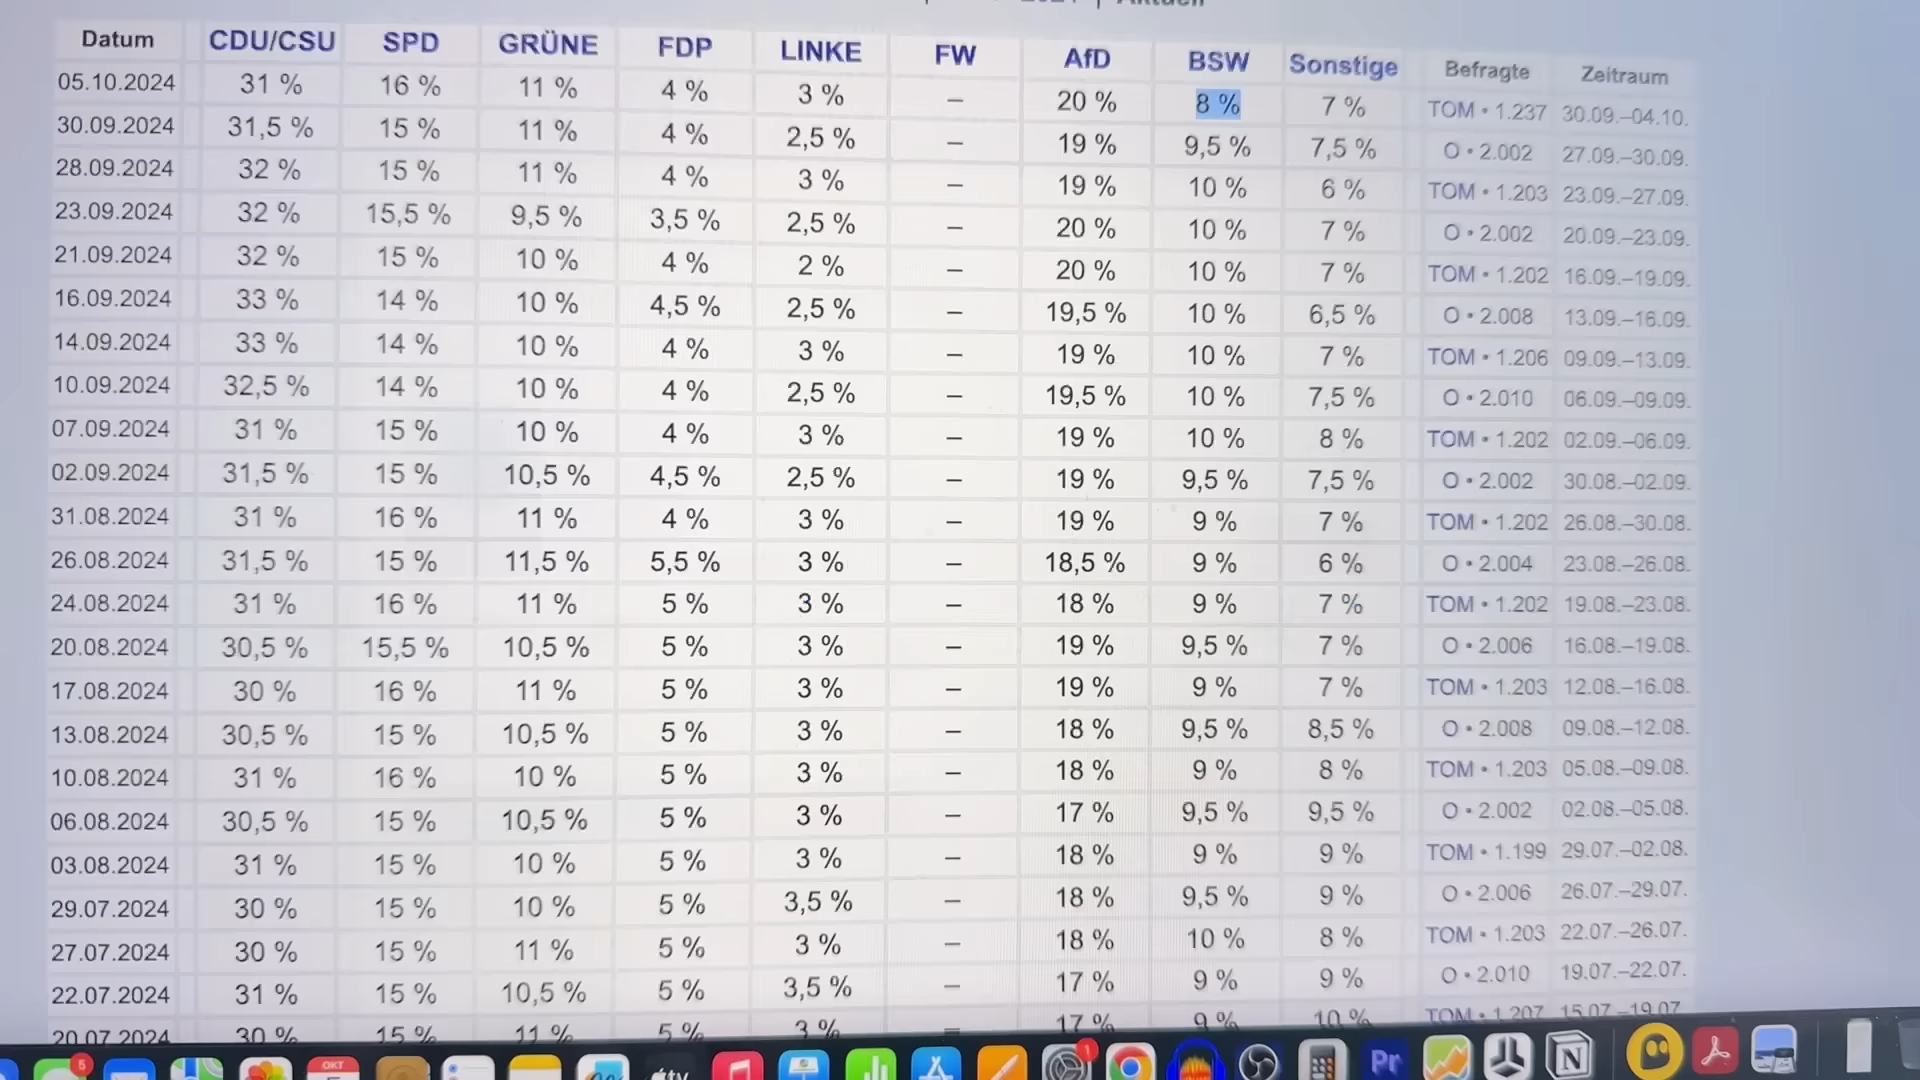 Datum CDU/CSU SPD GRÜNE FDP LINKE FW AfD BSW Sonstige Befragte Zeitraum
05.10.2024 31 % 16 % 11 % 4 % 3 % – 20 % 8 % 7 % TOM • 1.237 30.09.–04.10.
30.09.2024 31,5 % 15 % 11 % 4 % 2,5 % – 19 % 9,5 % 7,5 % O • 2.002 27.09.–30.09.
28.09.2024 32 % 15 % 11 % 4 % 3 % – 19 % 10 % 6 % TOM • 1.203 23.09.–27.09.
23.09.2024 32 % 15,5 % 9,5 % 3,5 % 2,5 % – 20 % 10 % 7 % O • 2.002 20.09.–23.09.
21.09.2024 32 % 15 % 10 % 4 % 2 % – 20 % 10 % 7 % TOM • 1.202 16.09.–19.09.
16.09.2024 33 % 14 % 10 % 4,5 % 2,5 % – 19,5 % 10 % 6,5 % O • 2.008 13.09.–16.09.
14.09.2024 33 % 14 % 10 % 4 % 3 % – 19 % 10 % 7 % TOM • 1.206 09.09.–13.09.
10.09.2024 32,5 % 14 % 10 % 4 % 2,5 % – 19,5 % 10 % 7,5 % O • 2.010 06.09.–09.09.
07.09.2024 31 % 15 % 10 % 4 % 3 % – 19 % 10 % 8 % TOM • 1.202 02.09.–06.09.
02.09.2024 31,5 % 15 % 10,5 % 4,5 % 2,5 % – 19 % 9,5 % 7,5 % O • 2.002 30.08.–02.09.
31.08.2024 31 % 16 % 11 % 4 % 3 % – 19 % 9 % 7 % TOM • 1.202 26.08.–30.08.
26.08.2024 31,5 % 15 % 11,5 % 5,5 % 3 % – 18,5 % 9 % 6 % O • 2.004 23.08.–26.08.
24.08.2024 31 % 16 % 11 % 5 % 3 % – 18 % 9 % 7 % TOM • 1.202 19.08.–23.08.
20.08.2024 30,5 % 15,5 % 10,5 % 5 % 3 % – 19 % 9,5 % 7 % O • 2.006 16.08.–19.08.
17.08.2024 30 % 16 % 11 % 5 % 3 % – 19 % 9 % 7 % TOM • 1.203 12.08.–16.08.
13.08.2024 30,5 % 15 % 10,5 % 5 % 3 % – 18 % 9,5 % 8,5 % O • 2.008 09.08.–12.08.
10.08.2024 31 % 16 % 10 % 5 % 3 % – 18 % 9 % 8 % TOM • 1.203 05.08.–09.08.
06.08.2024 30,5 % 15 % 10,5 % 5 % 3 % – 17 % 9,5 % 9,5 % O • 2.002 02.08.–05.08.
03.08.2024 31 % 15 % 10 % 5 % 3 % – 18 % 9 % 9 % TOM • 1.199 29.07.–02.08.
29.07.2024 30 % 15 % 10 % 5 % 3,5 % – 18 % 9,5 % 9 % O • 2.006 26.07.–29.07.
27.07.2024 30 % 15 % 11 % 5 % 3 % – 18 % 10 % 8 % TOM • 1.203 22.07.–26.07.
22.07.2024 31 % 15 % 10,5 % 5 % 3,5 % – 17 % 9 % 9 % O • 2.010 19.07.–22.07.
20.07.2024 30 % 15 % 11 % 5 % 3 % – 17 % 9 % 10 % TOM • 1.207 15.07.–19.07.
5 OKT tv 1 Pr N